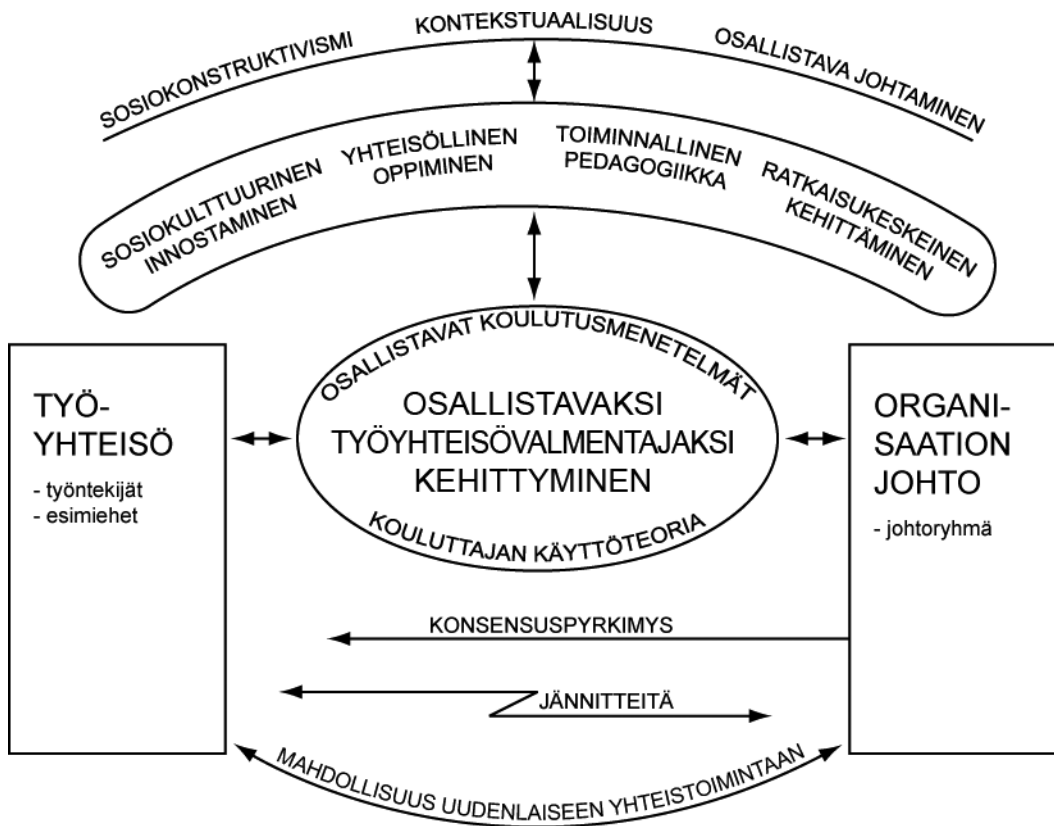 SOSIOKONSTRUKTIVISMI
KONTEKSTUAALISUUS
OSALLISTAVA JOHTAMINEN
SOSIOKULTTUURINEN
INNOSTAMINEN
YHTEISÖLLINEN
OPPIMINEN
TOIMINNALLINEN
PEDAGOGIIKKA
RATKAISUKESKEINEN
KEHITTÄMINEN
TYÖ-
YHTEISÖ
- työntekijät
- esimiehet
OSALLISTAVAT KOULUTUSMENETELMÄT
OSALLISTAVAKSI
TYÖYHTEISÖVALMENTAJAKSI
KEHITTYMINEN
KOULUTTAJAN KÄYTTÖTEORIA
ORGANI-
SAATION
JOHTO
- johtoryhmä
KONSENSUSPYRKIMYS
JÄNNITTEITÄ
MAHDOLLISUUS UUDENLAISEEN YHTEISTOIMINTAAN